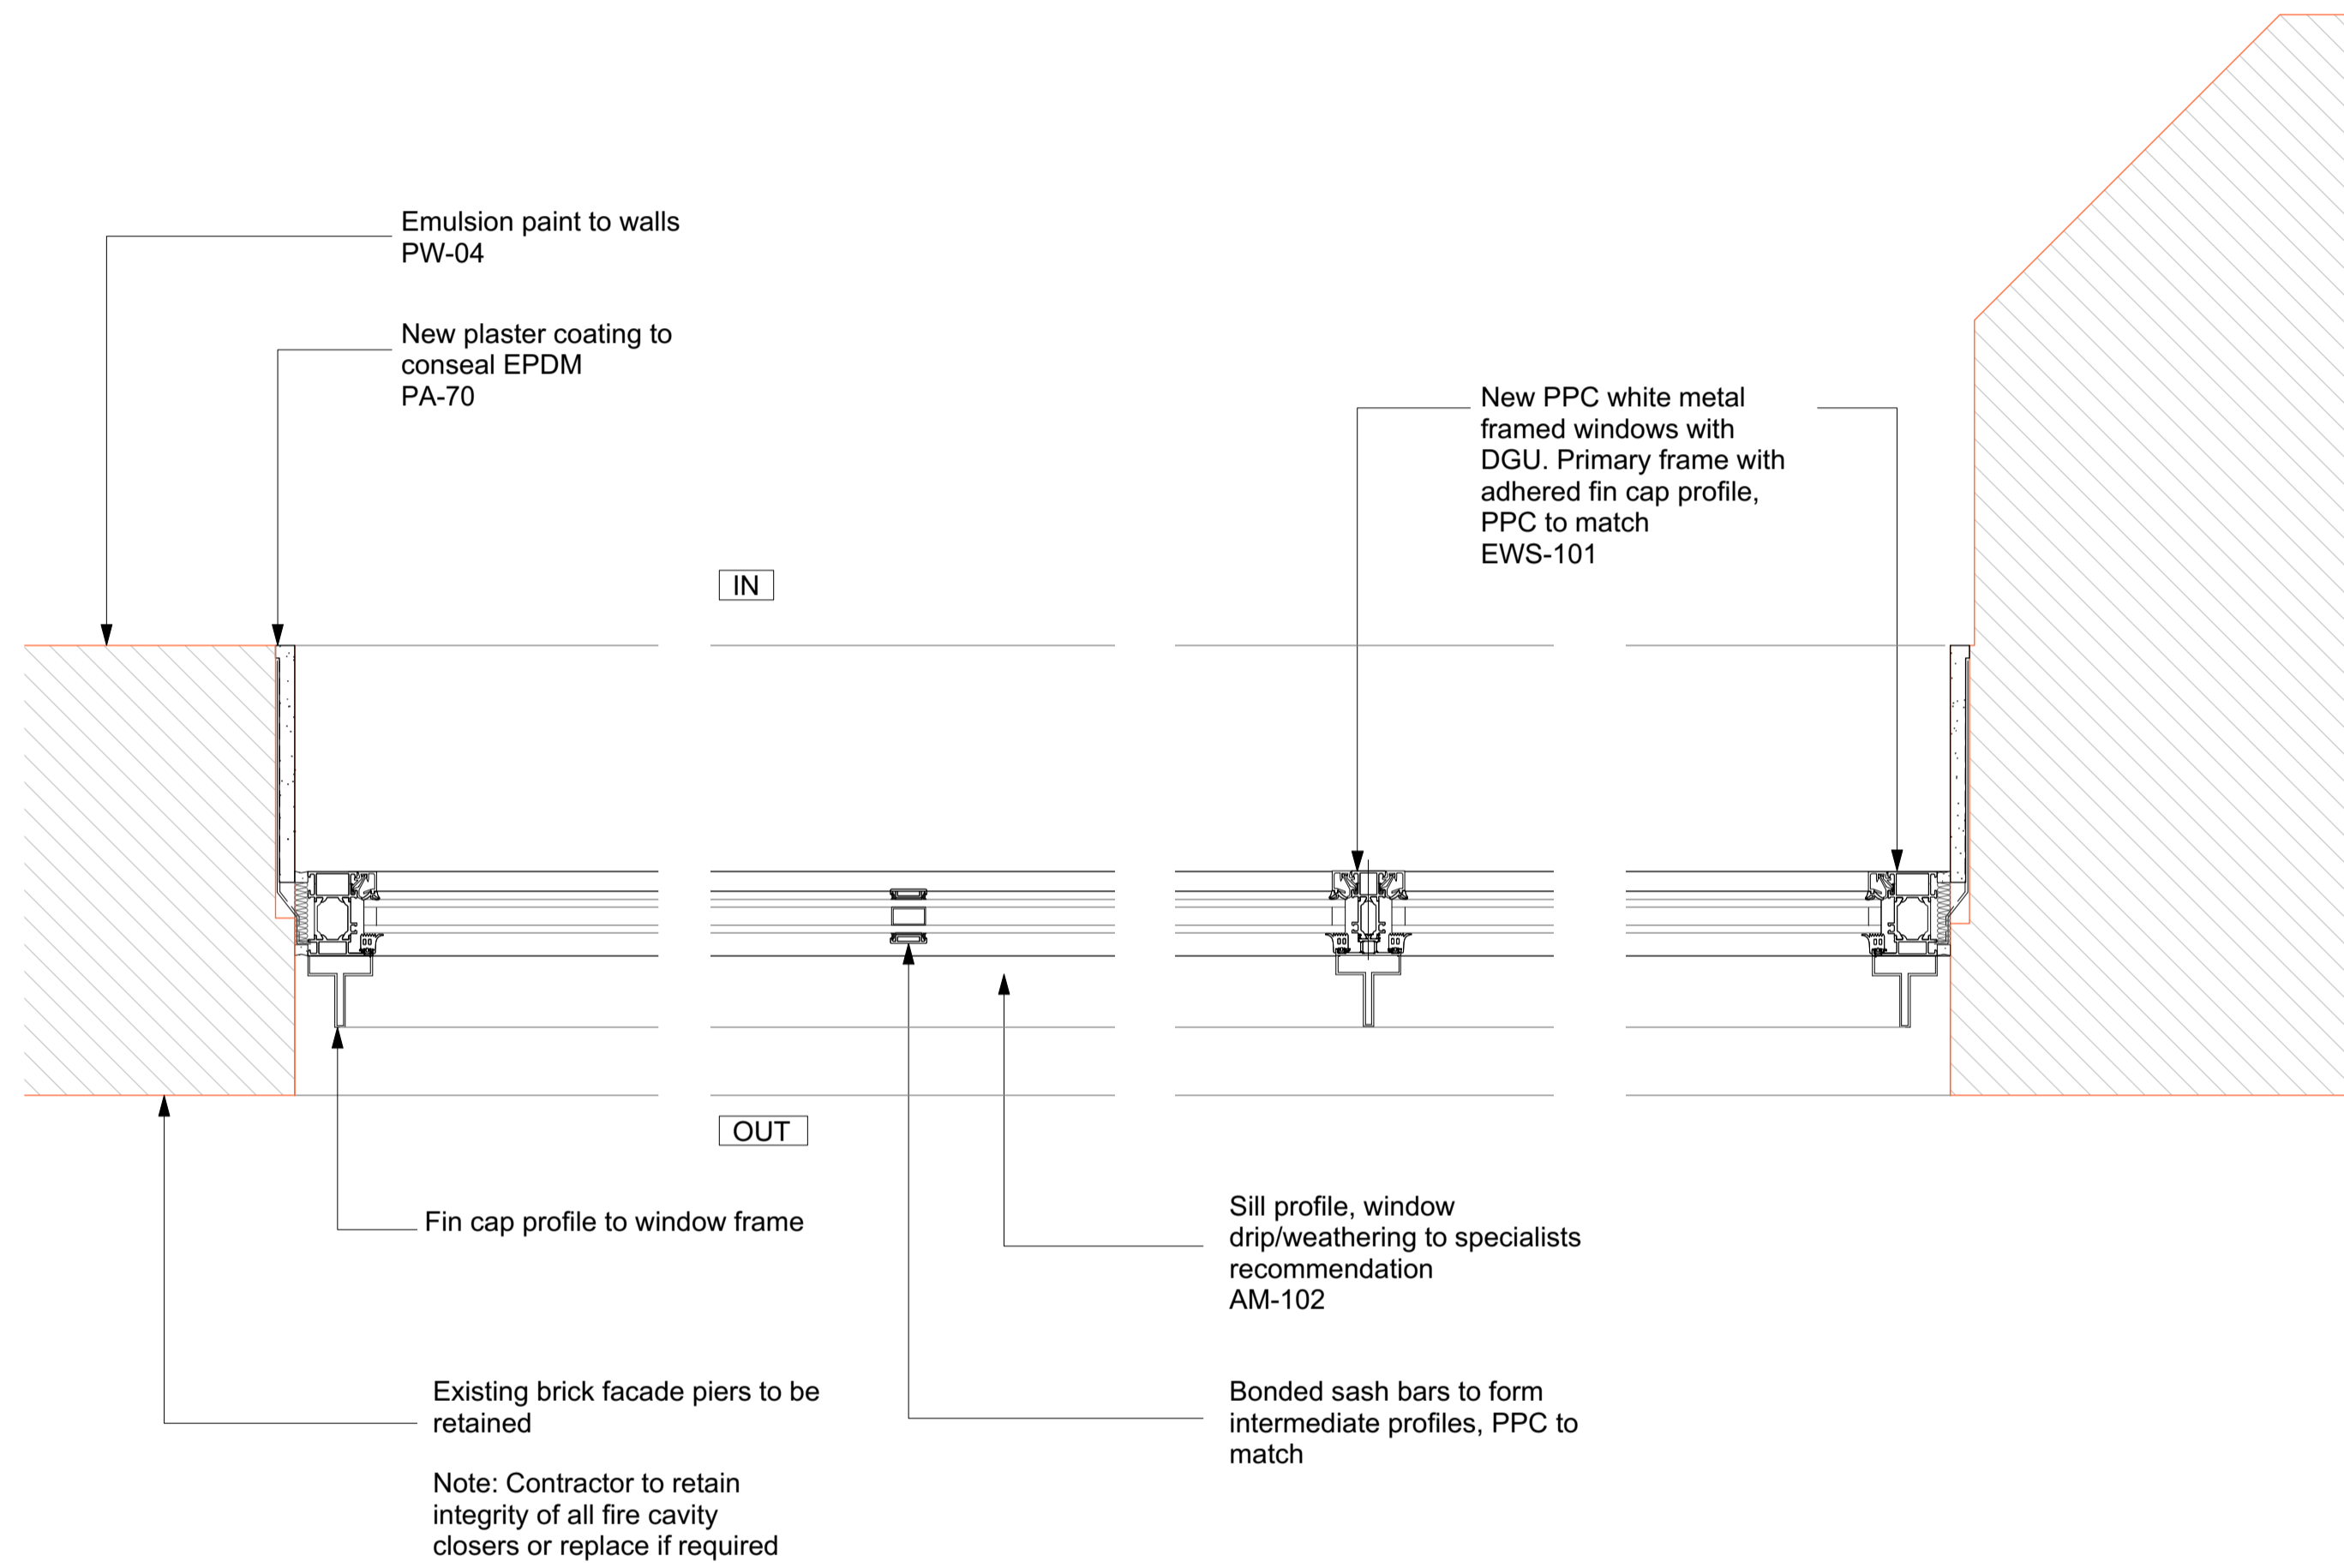 Emulsion paint to walls
PW-04
New plaster coating to
conseal EPDM
PA-70
New PPC white metal
framed windows with
DGU. Primary frame with
adhered fin cap profile,
PPC to match
EWS-101
IN
OUT
Fin cap profile to window frame
Sill profile, window
drip/weathering to specialists
recommendation
AM-102
Existing brick facade piers to be
retained
Note: Contractor to retain
integrity of all fire cavity
closers or replace if required
Bonded sash bars to form
intermediate profiles, PPC to
match